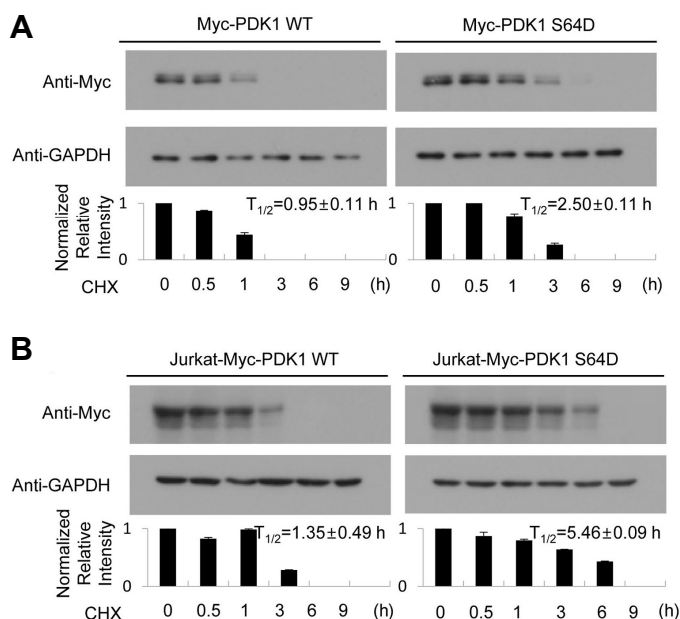 A
Myc-PDK1 WT
Myc-PDK1 S64D
Anti-Myc
Anti-GAPDH
Normalized
Relative
Intensity
1
0
T1/2=0.95±0.11 h
1
0
T1/2=2.50±0.11 h
CHX 0 0.5 1 3 6 9 (h) 0 0.5 1 3 6 9 (h)
B
Jurkat-Myc-PDK1 WT
Jurkat-Myc-PDK1 S64D
Anti-Myc
Anti-GAPDH
Normalized
Relative
Intensity
1
0
T1/2=1.35±0.49 h
1
0
T1/2=5.46±0.09 h
CHX 0 0.5 1 3 6 9 (h) 0 0.5 1 3 6 9 (h)